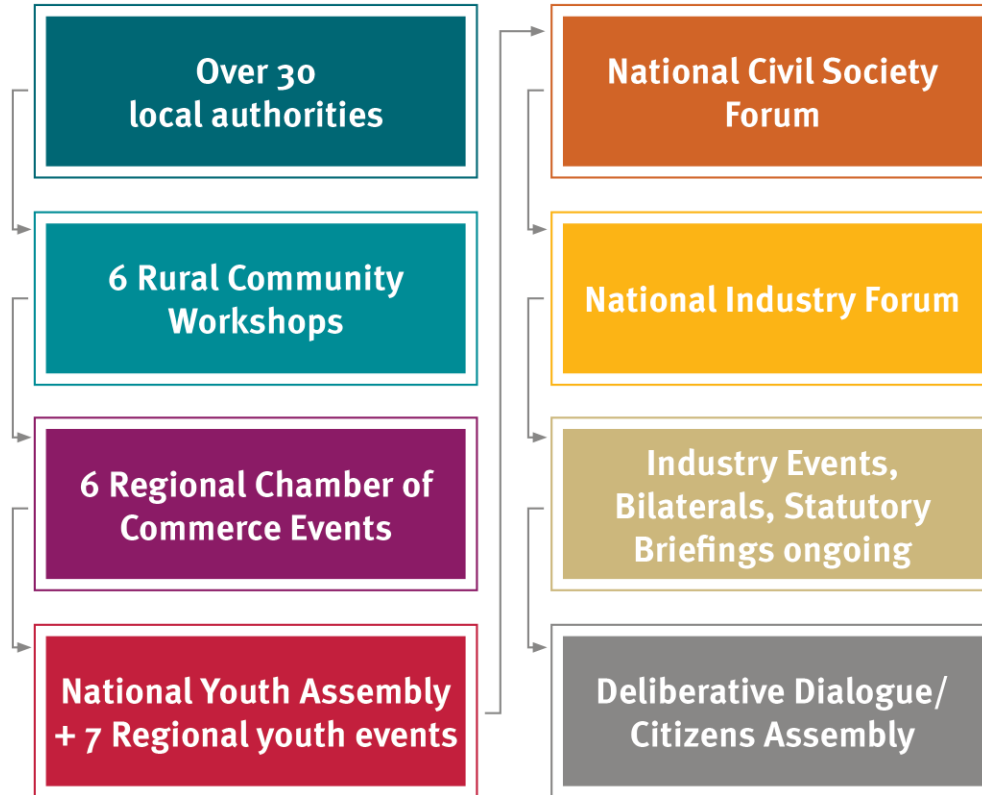 Over 30
local authorities
6 Rural Community
Workshops
6 Regional Chamber of
Commerce Events
National Youth Assembly
+ 7 Regional youth events
National Civil Society
Forum
National Industry Forum
Industry Events,
Bilaterals, Statutory
Briefings ongoing
Deliberative Dialogue/
Citizens Assembly